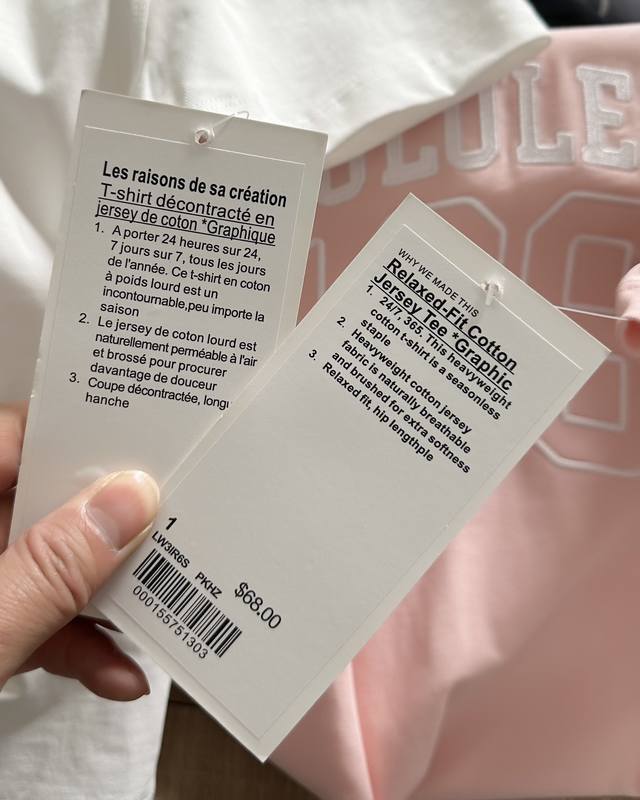 Les raisons de sa création
T-shirt décontracté en
jersey de coton *Graphique
1. A porter 24 heures sur 24,
7 jours sur 7, tous les jours
de l'année. Ce t-shirt en coton
à poids lourd est un
incontournable,peu importe la
saison
2. Le jersey de coton lourd est
naturellement perméable à l'air
et brossé pour procurer
davantage de douceur
3. Coupe décontractée,
hanche
WHY WE MADE THIS
Relaxed-Fit Cotton
Jersey Tee *Graphic
1. 24/7, 365. This heavyweight
cotton t-shirt is a seasonless
staple
2. Heavyweight cotton jersey
fabric is naturally breathable
and brushed for extra softness
3. Relaxed fit, hip lengthple
1
LW3IR6S PKHZ
$68.00
000155751303